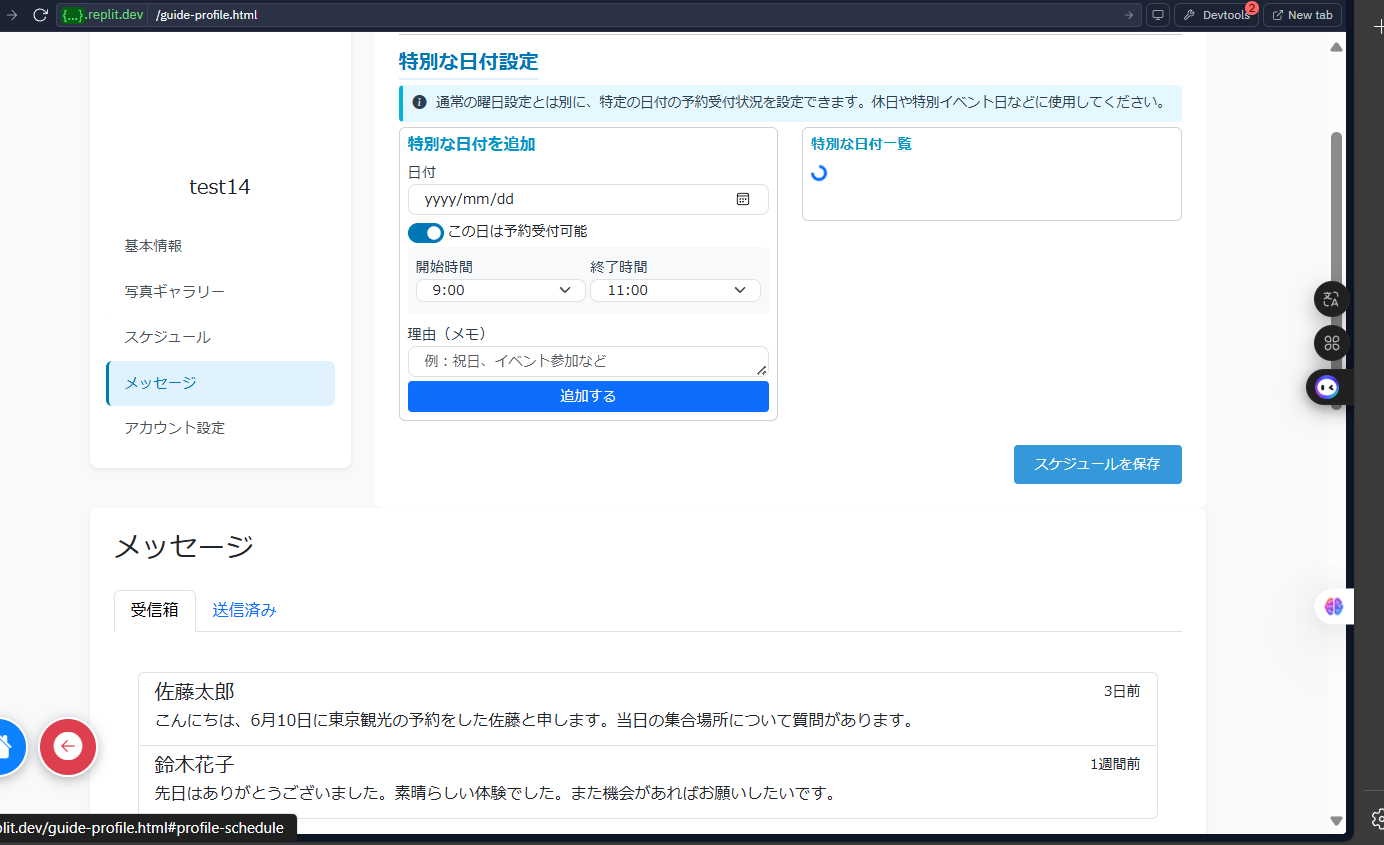 {...}.replit.dev /guide-profile.html
Devtools 2 New tab
特別な日付設定
通常の曜日設定とは別に、特定の日付の予約受付状況を設定できます。休日や特別イベント日などに使用してください。
test14
基本情報
写真ギャラリー
スケジュール
メッセージ
アカウント設定
特別な日付を追加
日付
yyyy/mm/dd
この日は予約受付可能
開始時間 終了時間
9:00 11:00
理由（メモ）
例：祝日、イベント参加など
追加する
特別な日付一覧
スケジュールを保存
メッセージ
受信箱 送信済み
佐藤太郎 3日前
こんにちは、6月10日に東京観光の予約をした佐藤と申します。当日の集合場所について質問があります。
鈴木花子 1週間前
先日はありがとうございました。素晴らしい体験でした。また機会があればお願いしたいです。
plit.dev/guide-profile.html#profile-schedule